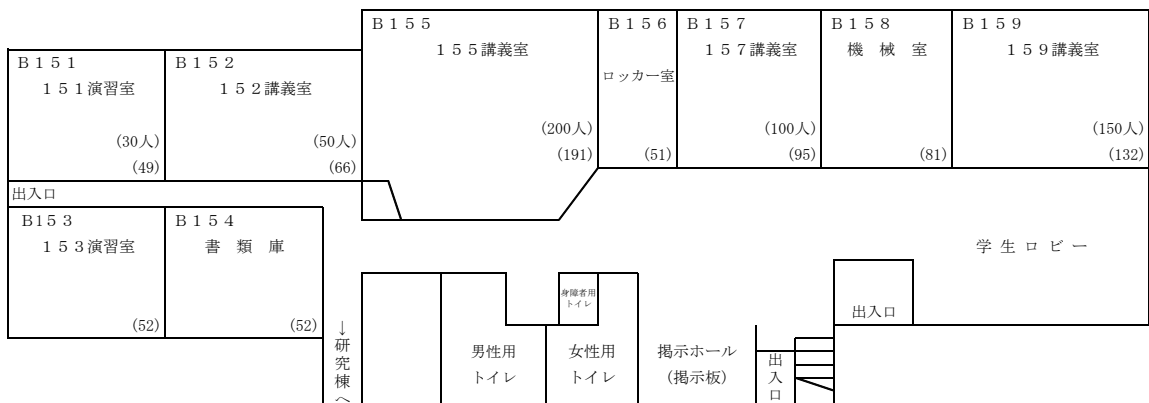 Ｂ１５５
１５５講義室
(200人)
(191)
Ｂ１５６
ロッカー室
(51)
Ｂ１５７
１５７講義室
(100人)
(95)
Ｂ１５８
機　械　室
(81)
Ｂ１５９
１５９講義室
(150人)
(132)
Ｂ１５１
１５１演習室
(30人)
(49)
Ｂ１５２
１５２講義室
(50人)
(66)
出入口
Ｂ1５３
１５３演習室
(52)
Ｂ１５４
書　類　庫
(52)
学 生 ロ ビ ー
身障者用
トイレ
出入口
↓研究棟へ
男性用
トイレ
女性用
トイレ
掲示ホール
(掲示板)
出入口